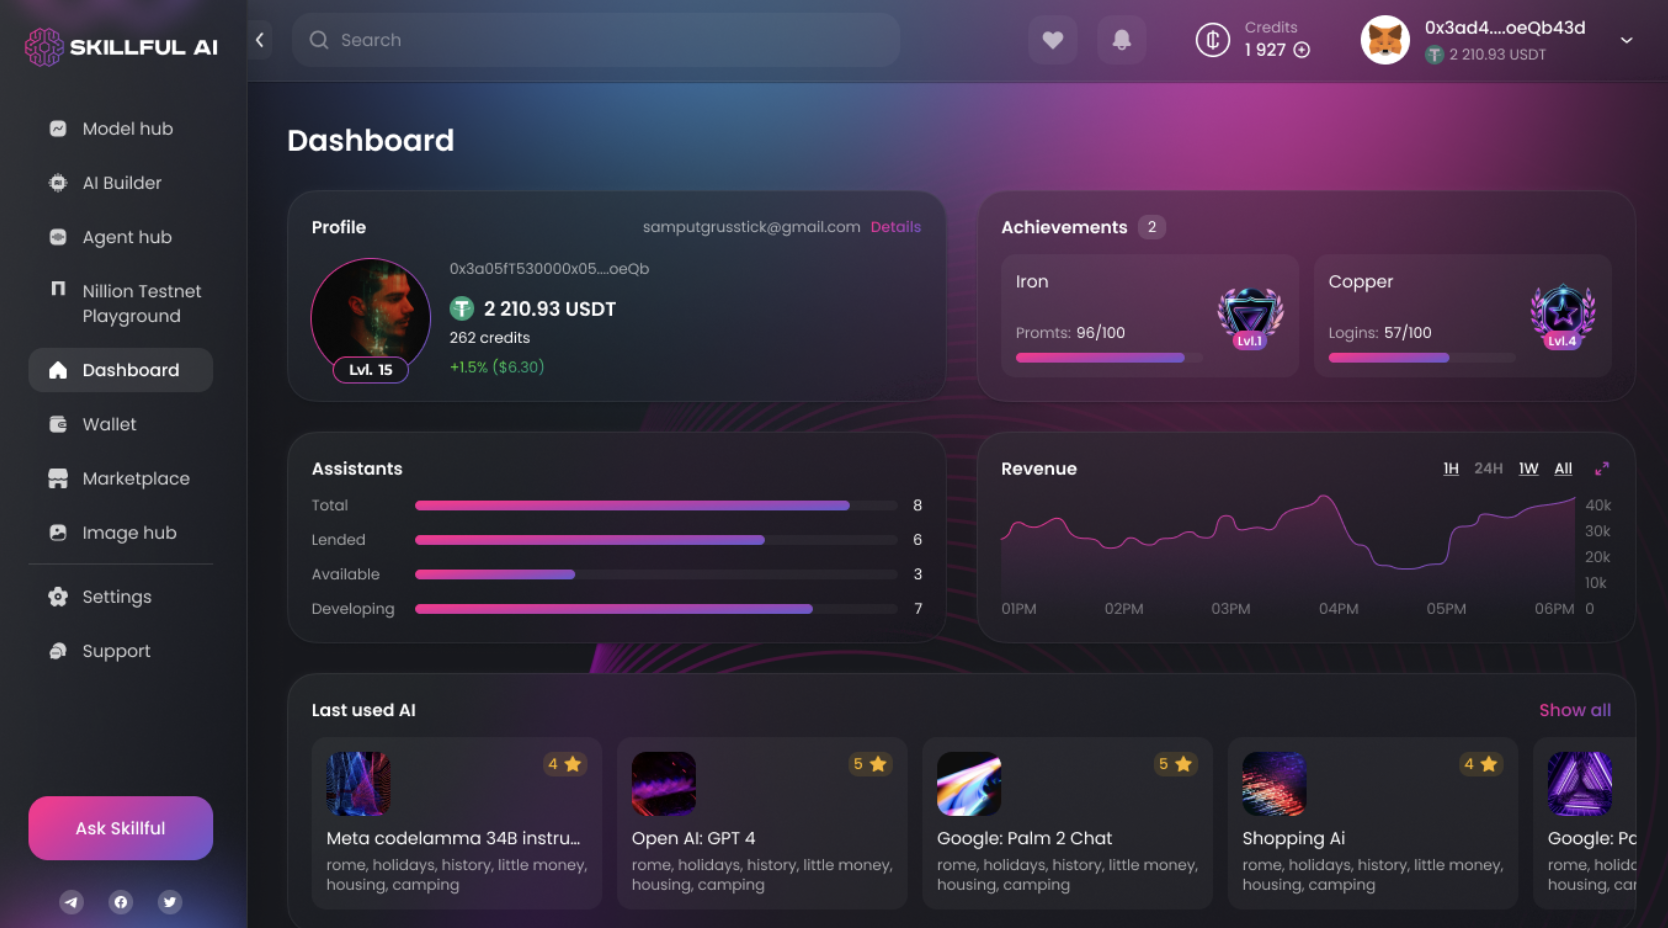 SKILLFUL AI
Search
Credits
1 927
0x3ad4....oeQb43d
2 210.93 USDT
Model hub
AI Builder
Agent hub
Nillion Testnet
Playground
Dashboard
Wallet
Marketplace
Image hub
Settings
Support
Ask Skillful
Dashboard
Profile
samputgrusstick@gmail.com Details
0x3a05fT530000x05....oeQb
2 210.93 USDT
262 credits
+1.5% ($6.30)
Lvl. 15
Achievements 2
Iron
Promts: 96/100
Lvl.1
Copper
Logins: 57/100
Lvl.4
Assistants
Total 8
Lended 6
Available 3
Developing 7
Revenue
1H 24H 1W All
40k
30k
20k
10k
0
01PM 02PM 03PM 04PM 05PM 06PM
Last used AI
Show all
4
Meta codelamma 34B instru...
rome, holidays, history, little money,
housing, camping
5
Open AI: GPT 4
rome, holidays, history, little money,
housing, camping
5
Google: Palm 2 Chat
rome, holidays, history, little money,
housing, camping
4
Shopping Ai
rome, holidays, history, little money,
housing, camping
Google: Pa
rome, holida
housing, car